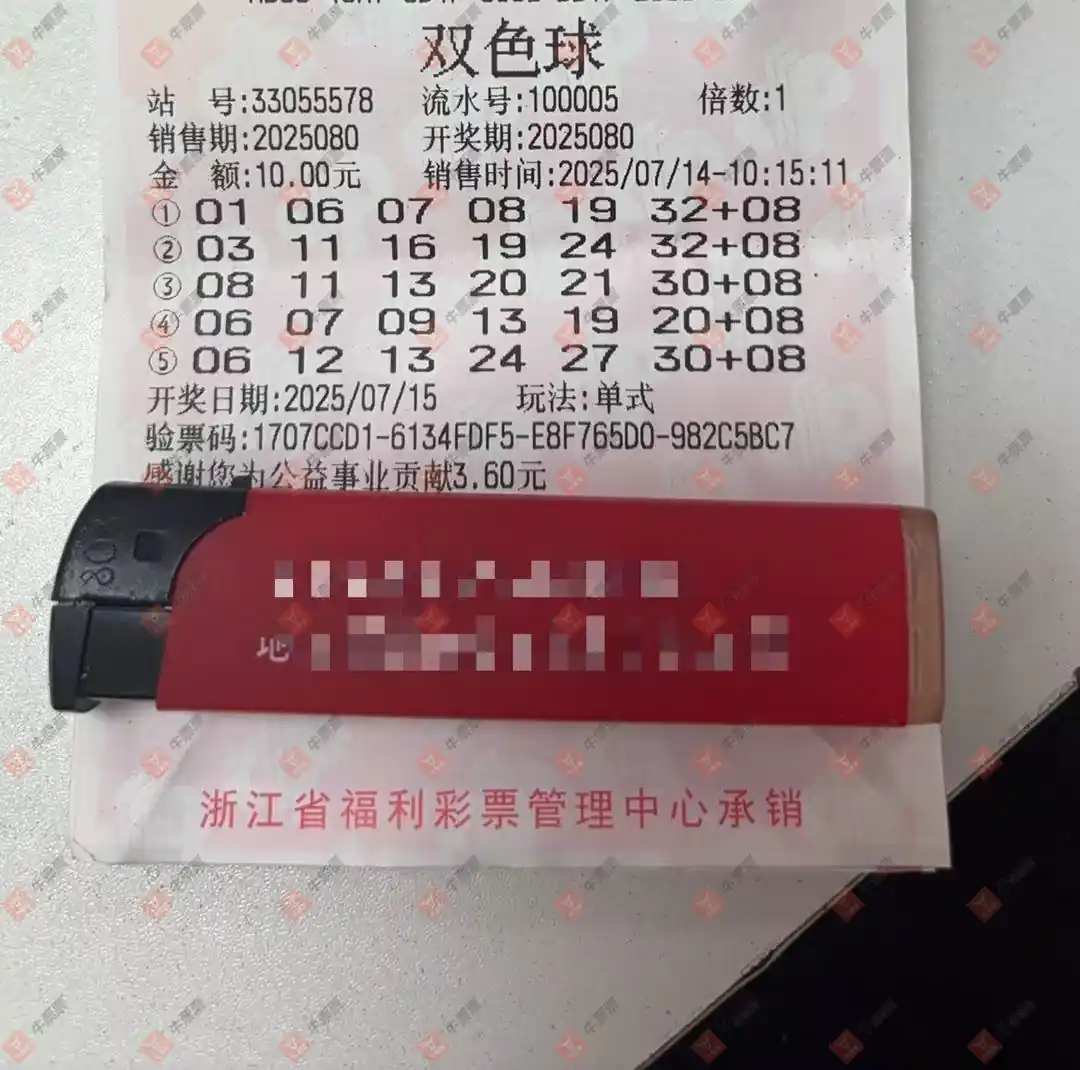 双色球
站 号:33055578 流水号:100005 倍数:1
销售期:2025080 开奖期:2025080
金 额:10.00元 销售时间:2025/07/14-10:15:11
① 01 06 07 08 19 32+08
② 03 11 16 19 24 32+08
③ 08 11 13 20 21 30+08
④ 06 07 09 13 19 20+08
⑤ 06 12 13 24 27 30+08
开奖日期:2025/07/15 玩法:单式
验票码:1707CCD1-6134FDF5-E8F765D0-982C5BC7
感谢您为公益事业贡献3.60元
808
地
浙江省福利彩票管理中心承销